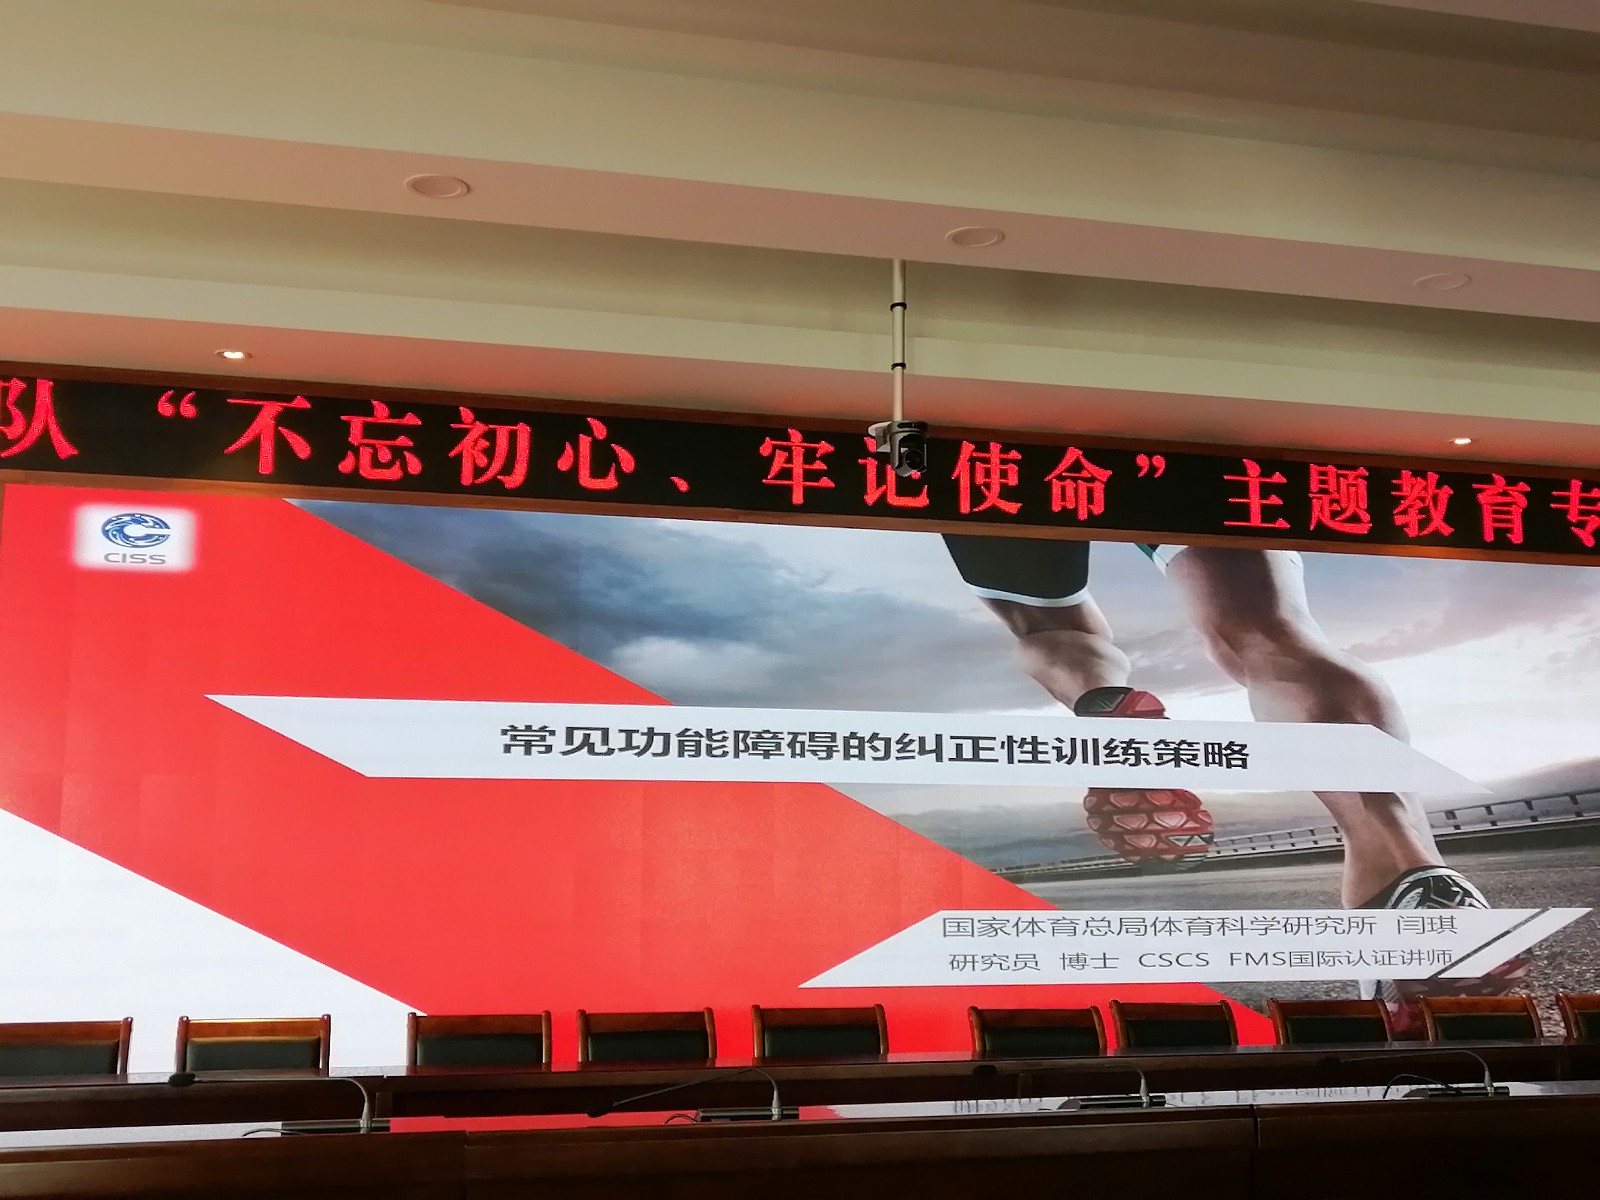 队 “不忘初心、牢记使命” 主题教育专
CISS
常见功能障碍的纠正性训练策略
国家体育总局体育科学研究所 闫琪
研究员 博士 CSCS FMS国际认证讲师